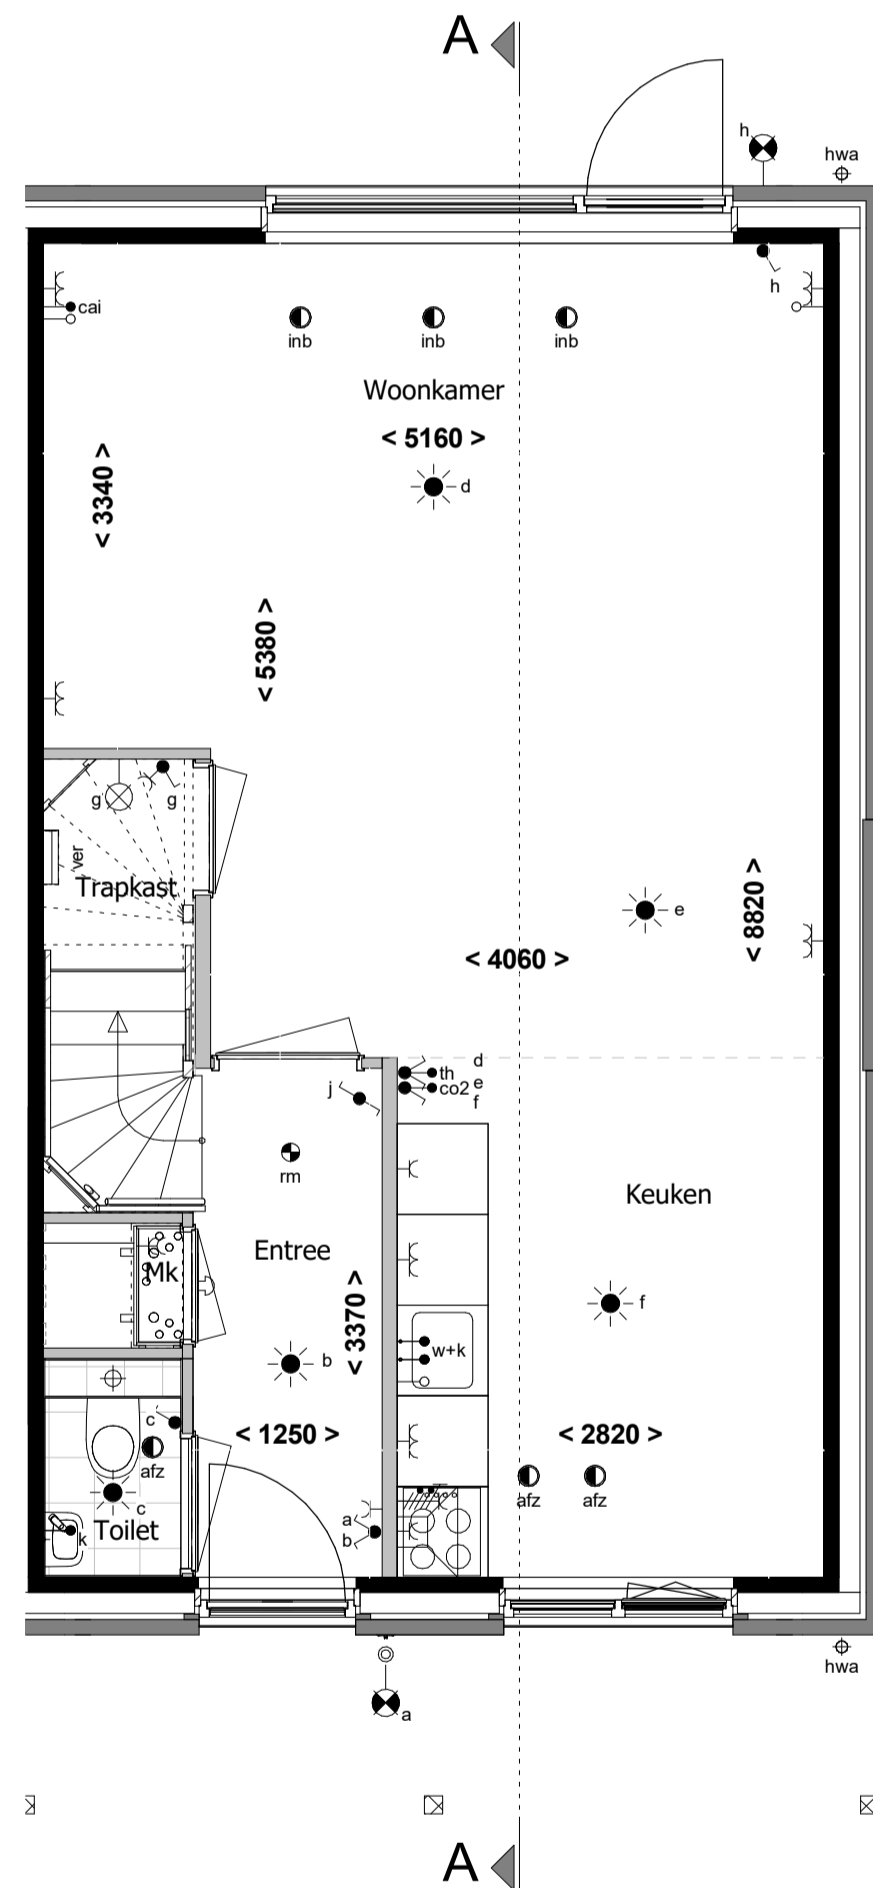 A
h
hwa
h
cai
inb inb inb
Woonkamer
< 5160 >
d
< 3340 >
< 5380 >
g g
ver
Trapkast
e
< 8820 >
< 4060 >
d
th
e
co2
f
j
rm
Keuken
Entree
Mk
f
< 3370 >
w+k
b
c
< 1250 >
< 2820 >
afz
afz afz
c
a
k
Toilet
b
hwa
a
A